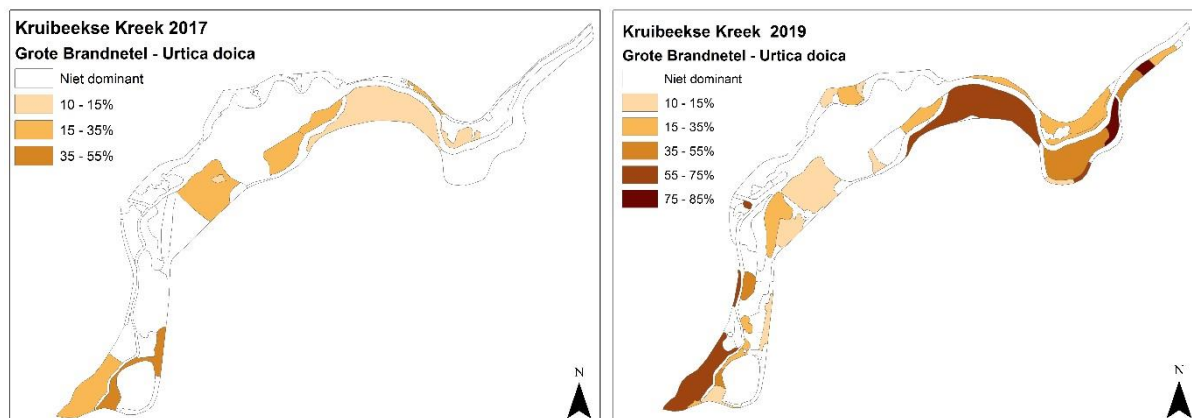 Kruibeekse Kreek 2017
Grote Brandnetel - Urtica doica
Niet dominant
10 - 15%
15 - 35%
35 - 55%
N
Kruibeekse Kreek 2019
Grote Brandnetel - Urtica doica
Niet dominant
10 - 15%
15 - 35%
35 - 55%
55 - 75%
75 - 85%
N